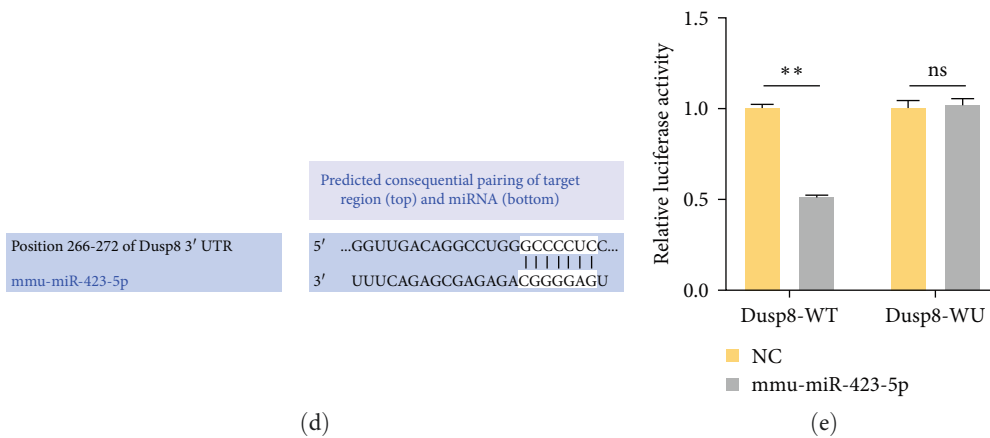 Predicted consequential pairing of target
region (top) and miRNA (bottom)
Position 266-272 of Dusp8 3′ UTR
5′ ...GGUUGACAGGCCUGGGCCCCUCC...
mmu-miR-423-5p
3′ UUUCAGAGCGAGAGACGGGGAGU
(d)
Relative luciferase activity
1.5
1.0
0.5
0.0
**
ns
Dusp8-WT
Dusp8-WU
NC
mmu-miR-423-5p
(e)